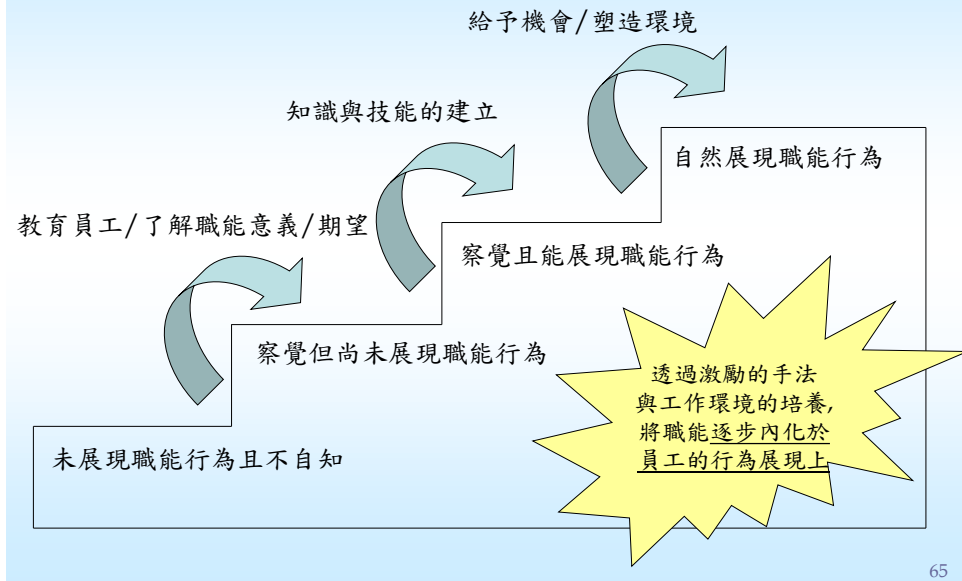 給予機會/塑造環境
知識與技能的建立
自然展現職能行為
教育員工/了解職能意義/期望
察覺且能展現職能行為
察覺但尚未展現職能行為
透過激勵的手法
與工作環境的培養,
將職能逐步內化於
員工的行為展現上
未展現職能行為且不自知
65